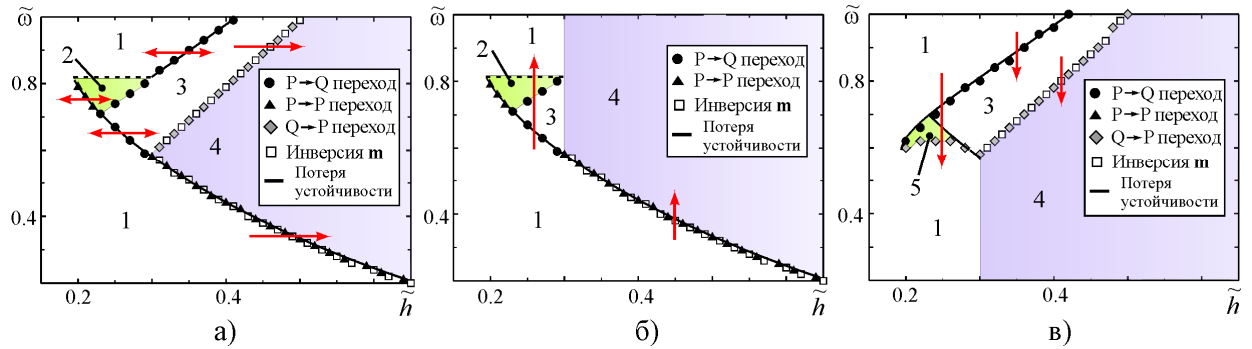 ω̃
1
2
3
0.8
P→Q переход
P→P переход
Q→P переход
Инверсия m
Потеря
устойчивости
4
0.4
1
0.2
0.4
h̃
а)
ω̃
1
2
0.8
P→Q переход
P→P переход
Инверсия m
Потеря
устойчивости
4
3
0.4
1
0.2
0.4
h̃
б)
ω̃
1
0.8
3
P→Q переход
Q→P переход
Инверсия m
Потеря
устойчивости
5
0.4
1
4
0.2
0.4
h̃
в)